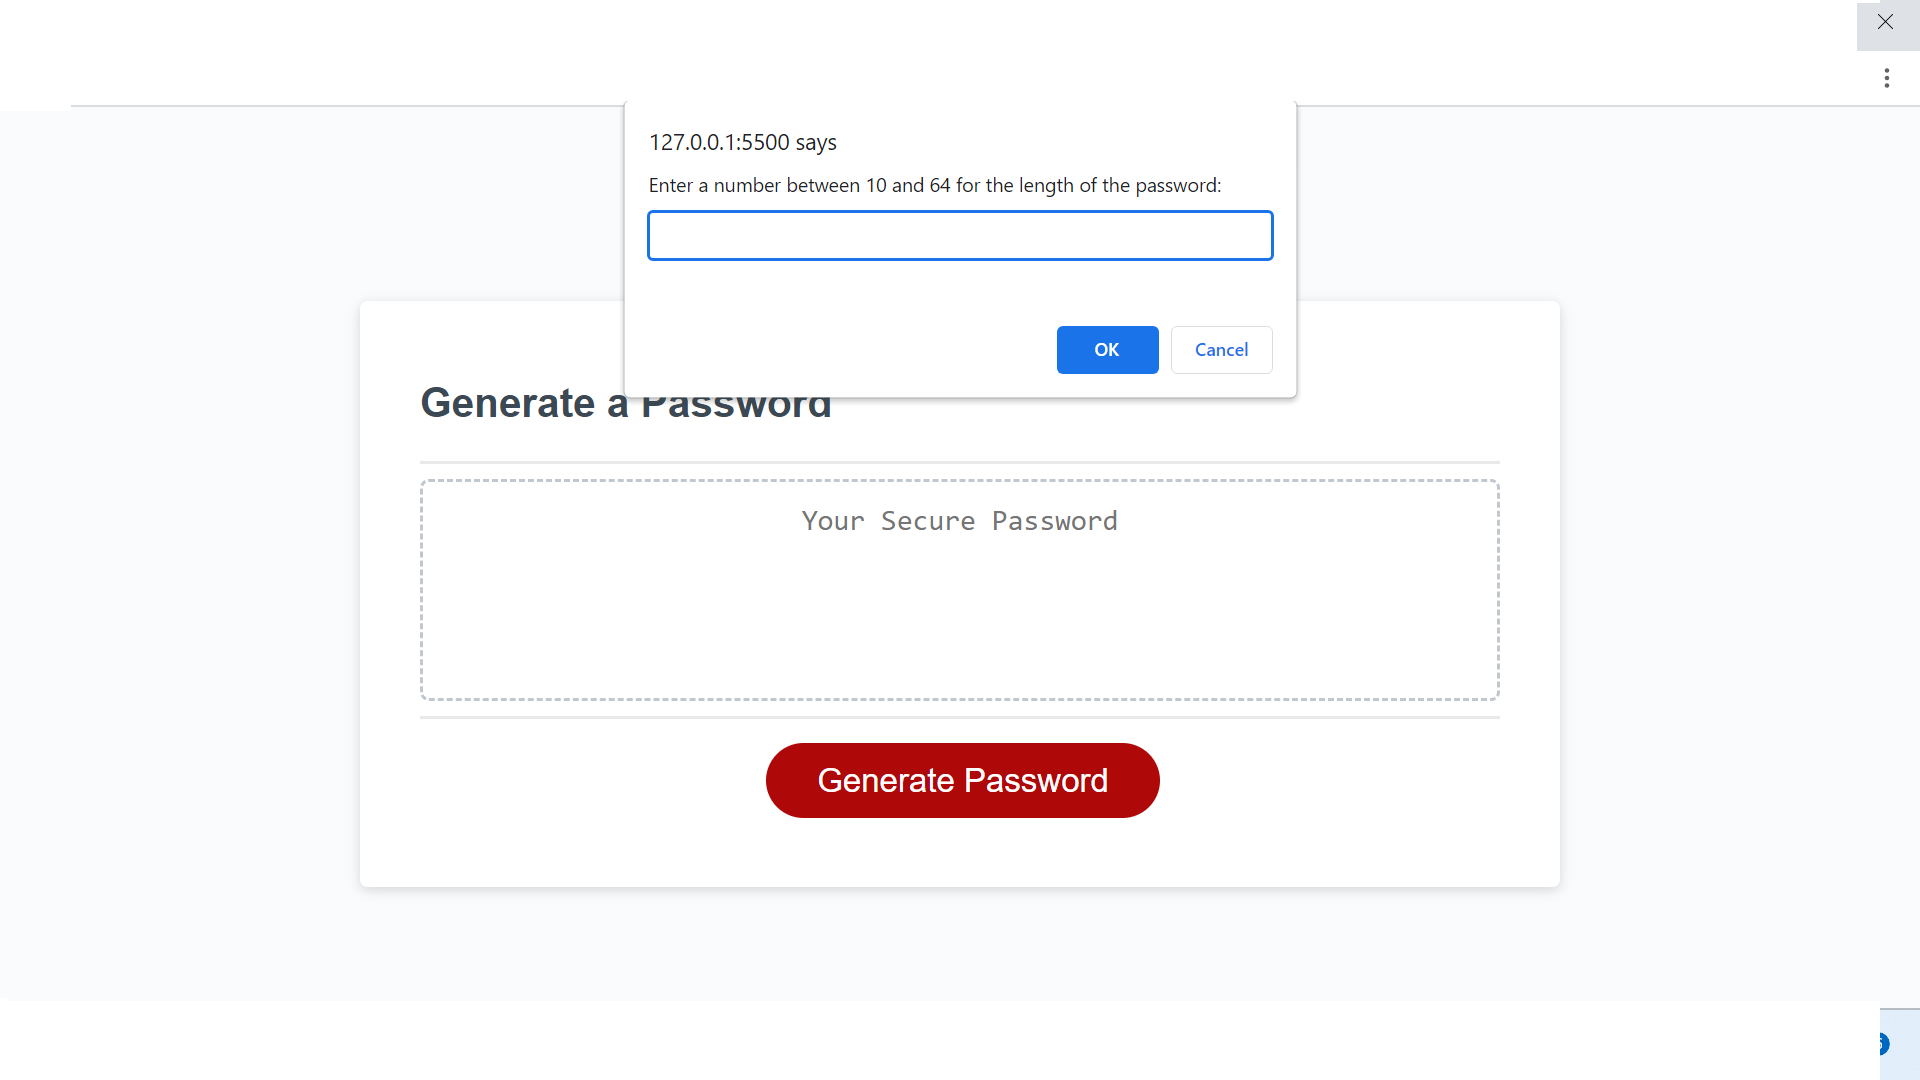 127.0.0.1:5500 says
Enter a number between 10 and 64 for the length of the password:
OK
Cancel
Generate a Password
Your Secure Password
Generate Password